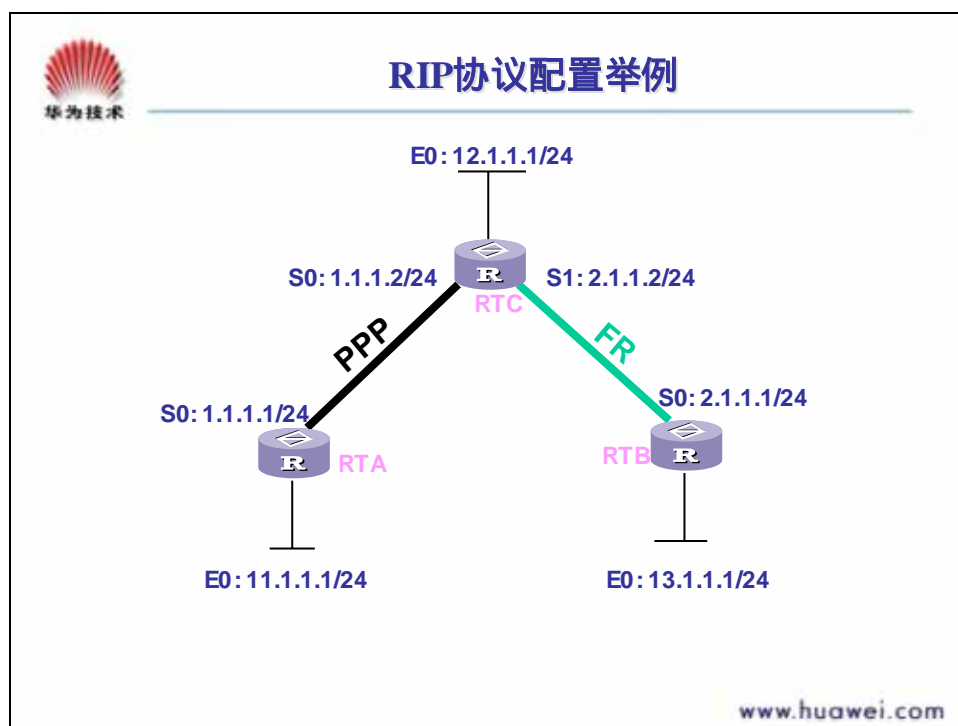 RIP协议配置举例
华为技术
E0:12.1.1.1/24
S0:1.1.1.2/24
R
S1:2.1.1.2/24
RTC
PPP
FR
S0:1.1.1.1/24
S0:2.1.1.1/24
R
RTA
RTB
R
E0:11.1.1.1/24
E0:13.1.1.1/24
www.huawei.com